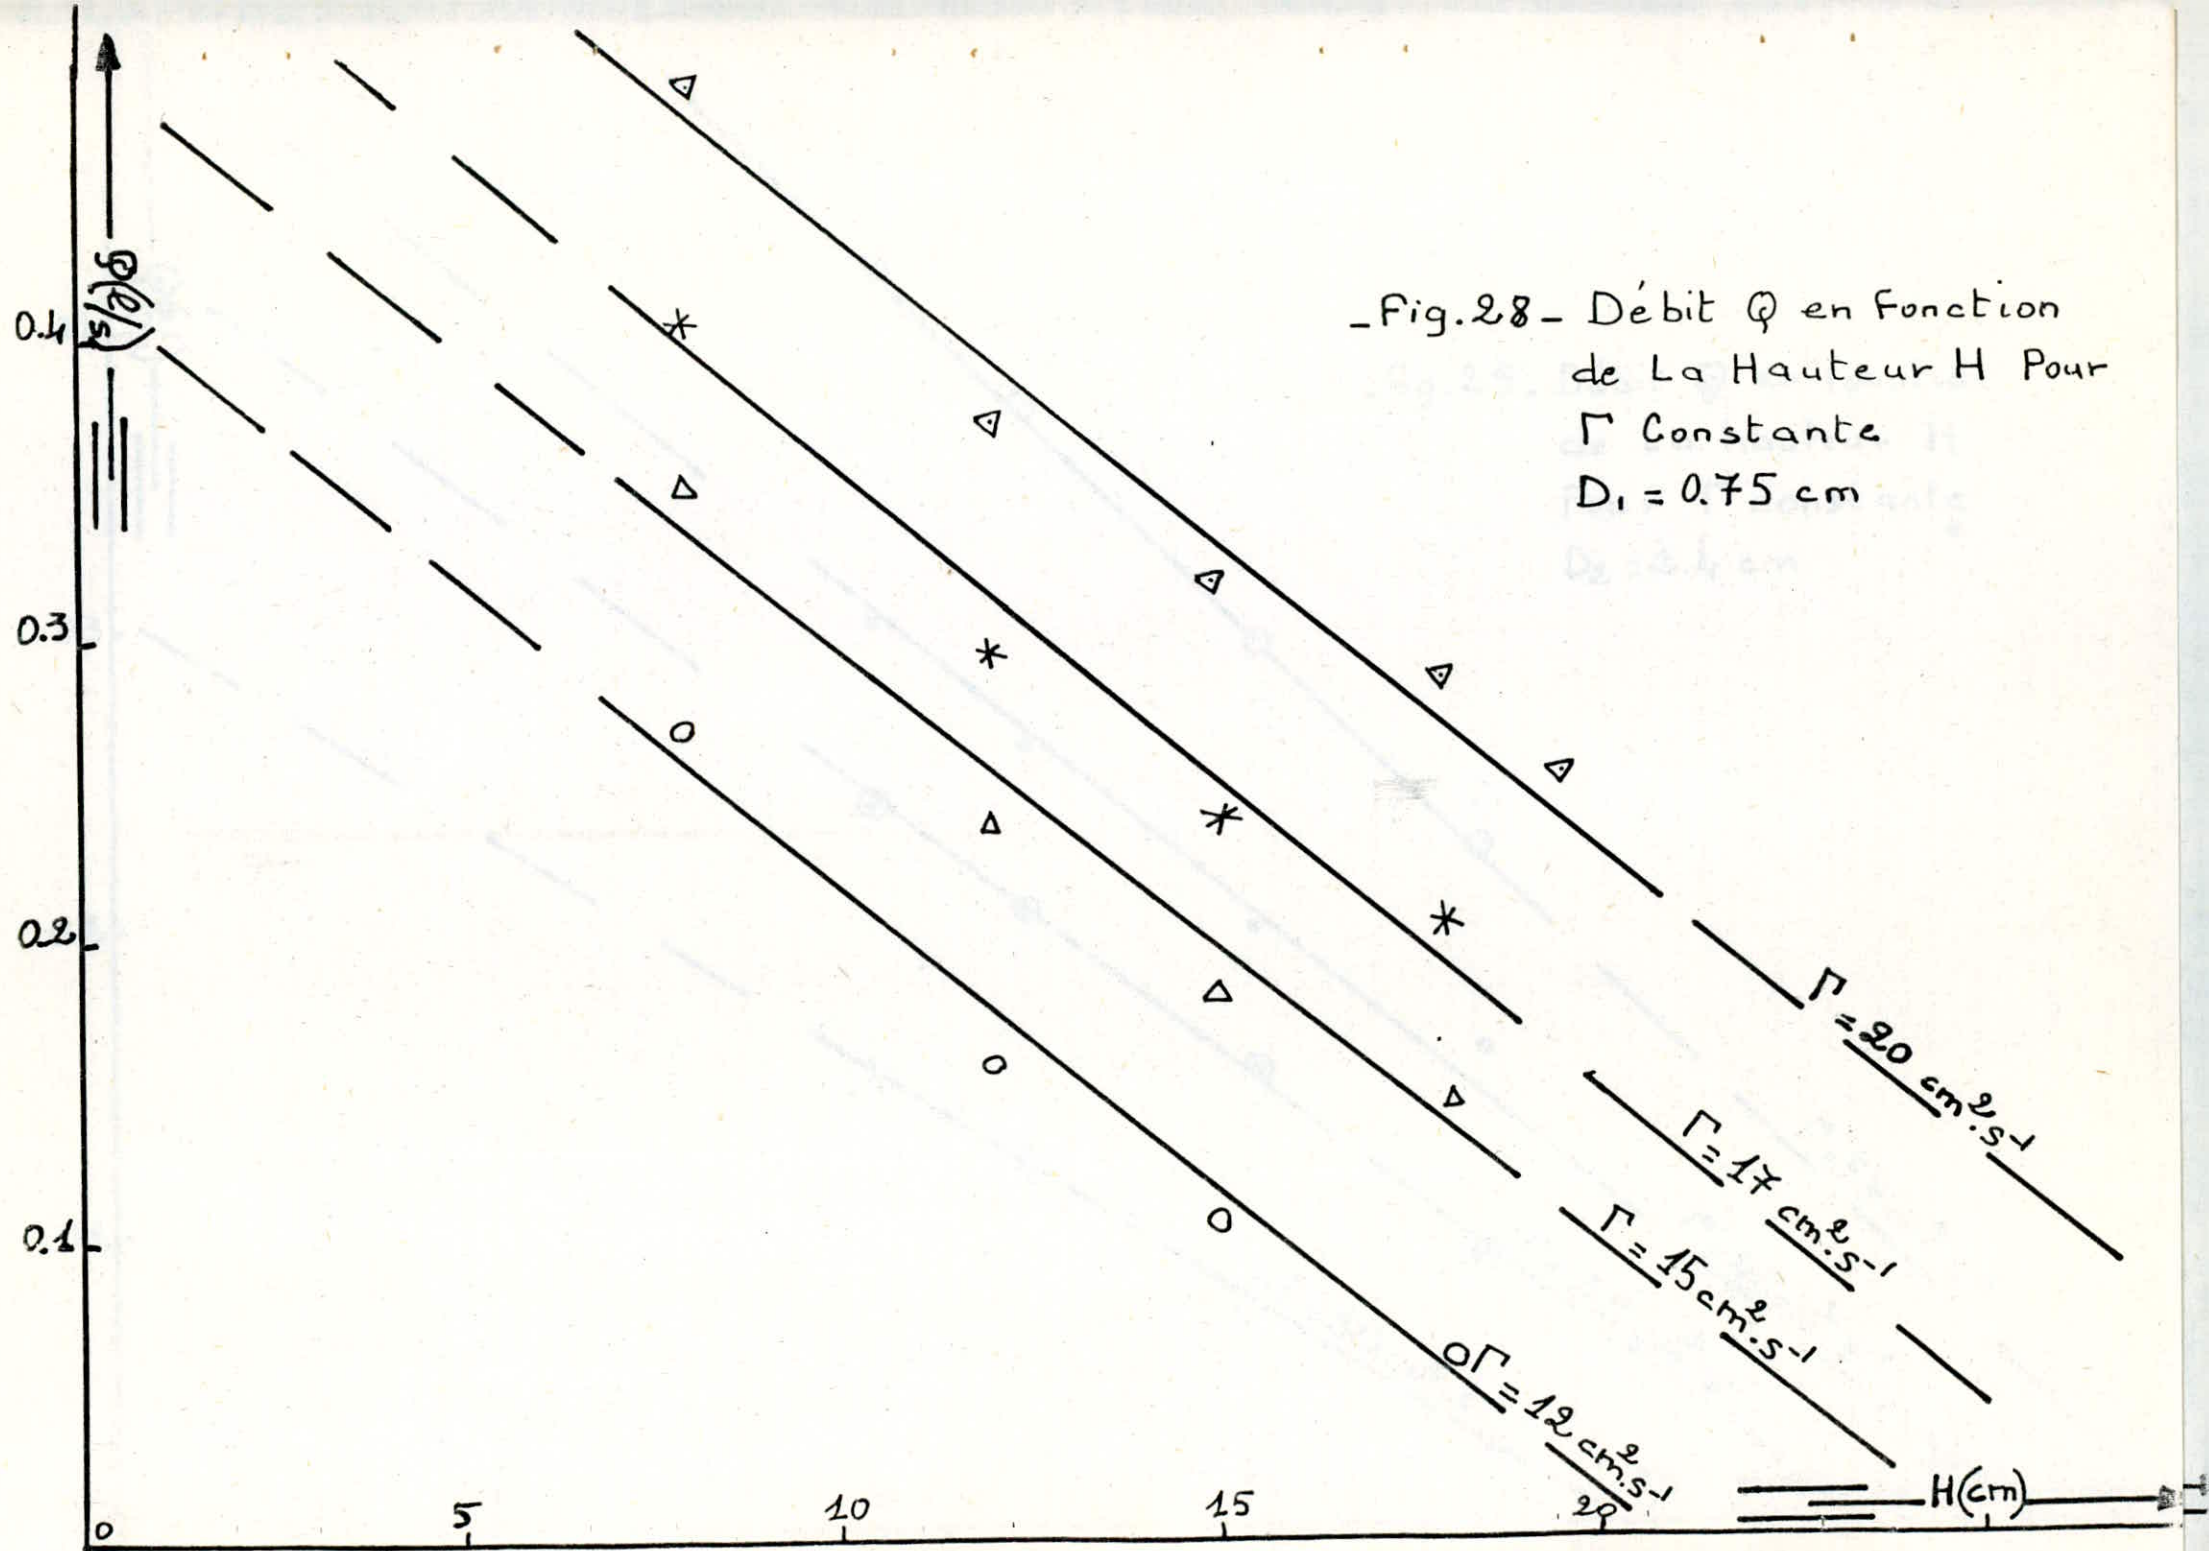 Q(l/s)
0.4
0.3
0.2
0.1
0
5
10
15
20
H(cm)
- Fig. 28 - Débit Q en Fonction
de La Hauteur H Pour
Γ Constante
D₁ = 0.75 cm
Γ = 20 cm².s⁻¹
Γ = 17 cm².s⁻¹
Γ = 15 cm².s⁻¹
Γ = 12 cm².s⁻¹